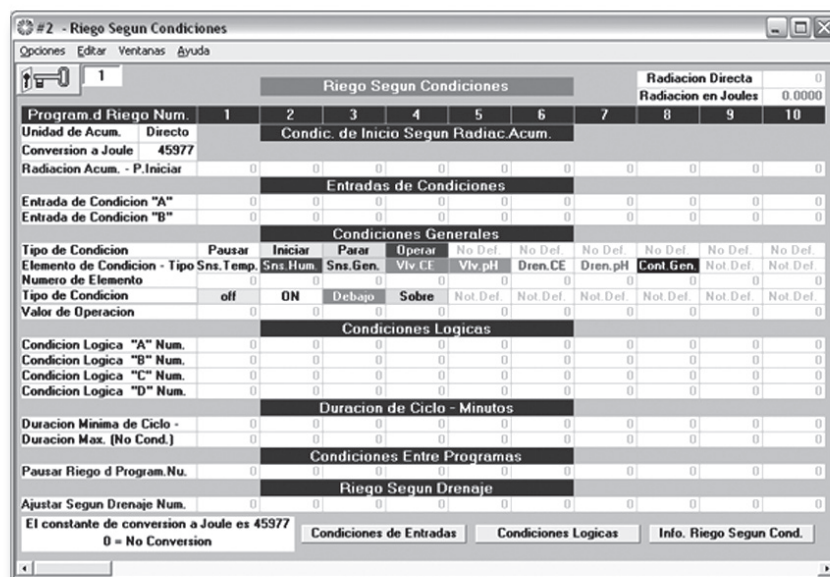 #2 - Riego Segun Condiciones
Opciones Editar Ventanas Ayuda
1
Riego Segun Condiciones
Radiacion Directa 0
Radiacion en Joules 0.0000
Program.d Riego Num. 1 2 3 4 5 6 7 8 9 10
Unidad de Acum. Directo
Condic. de Inicio Segun Radiac.Acum.
Conversion a Joule 45977
Radiacion Acum. - P.Iniciar 0 0 0 0 0 0 0 0 0 0
Entradas de Condiciones
Entrada de Condicion "A" 0 0 0 0 0 0 0 0 0 0
Entrada de Condicion "B" 0 0 0 0 0 0 0 0 0 0
Condiciones Generales
Tipo de Condicion Pausar Iniciar Parar Operar No Def. No Def. No Def. No Def. No Def. No Def.
Elemento de Condicion - Tipo Sns.Temp. Sns.Hum. Sns.Gen. Vlv.CE Vlv.pH Dren.CE Dren.pH Cont.Gen. Not.Def. Not.Def.
Numero de Elemento 0 0 0 0 0 0 0 0 0 0
Tipo de Condicion off ON Debajo Sobre Not.Def. Not.Def. Not.Def. Not.Def. Not.Def. Not.Def.
Valor de Operacion 0 0 0 0 0 0 0 0 0 0
Condiciones Logicas
Condicion Logica "A" Num. 0 0 0 0 0 0 0 0 0 0
Condicion Logica "B" Num. 0 0 0 0 0 0 0 0 0 0
Condicion Logica "C" Num. 0 0 0 0 0 0 0 0 0 0
Condicion Logica "D" Num. 0 0 0 0 0 0 0 0 0 0
Duracion de Ciclo - Minutos
Duracion Minima de Ciclo - 0 0 0 0 0 0 0 0 0 0
Duracion Max. (No Cond.) 0 0 0 0 0 0 0 0 0 0
Condiciones Entre Programas
Pausar Riego d Program.Nu. 0 0 0 0 0 0 0 0 0 0
Riego Segun Drenaje
Ajustar Segun Drenaje Num. 0 0 0 0 0 0 0 0 0 0
El constante de conversion a Joule es 45977
0 = No Conversion
Condiciones de Entradas Condiciones Logicas Info. Riego Segun Cond.